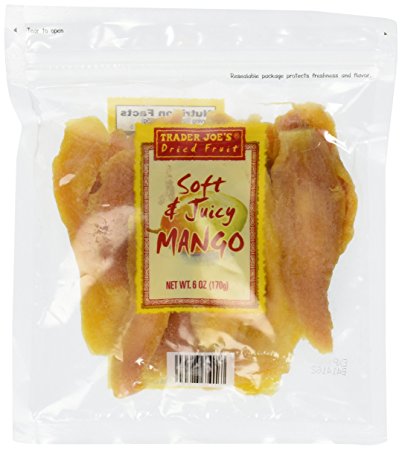 Tear to open
Resealable package protects freshness and flavor.
Nutrition Facts
TRADER JOE'S®
Dried Fruit
Soft
& Juicy
MANGO
NET WT. 6 OZ (170g)